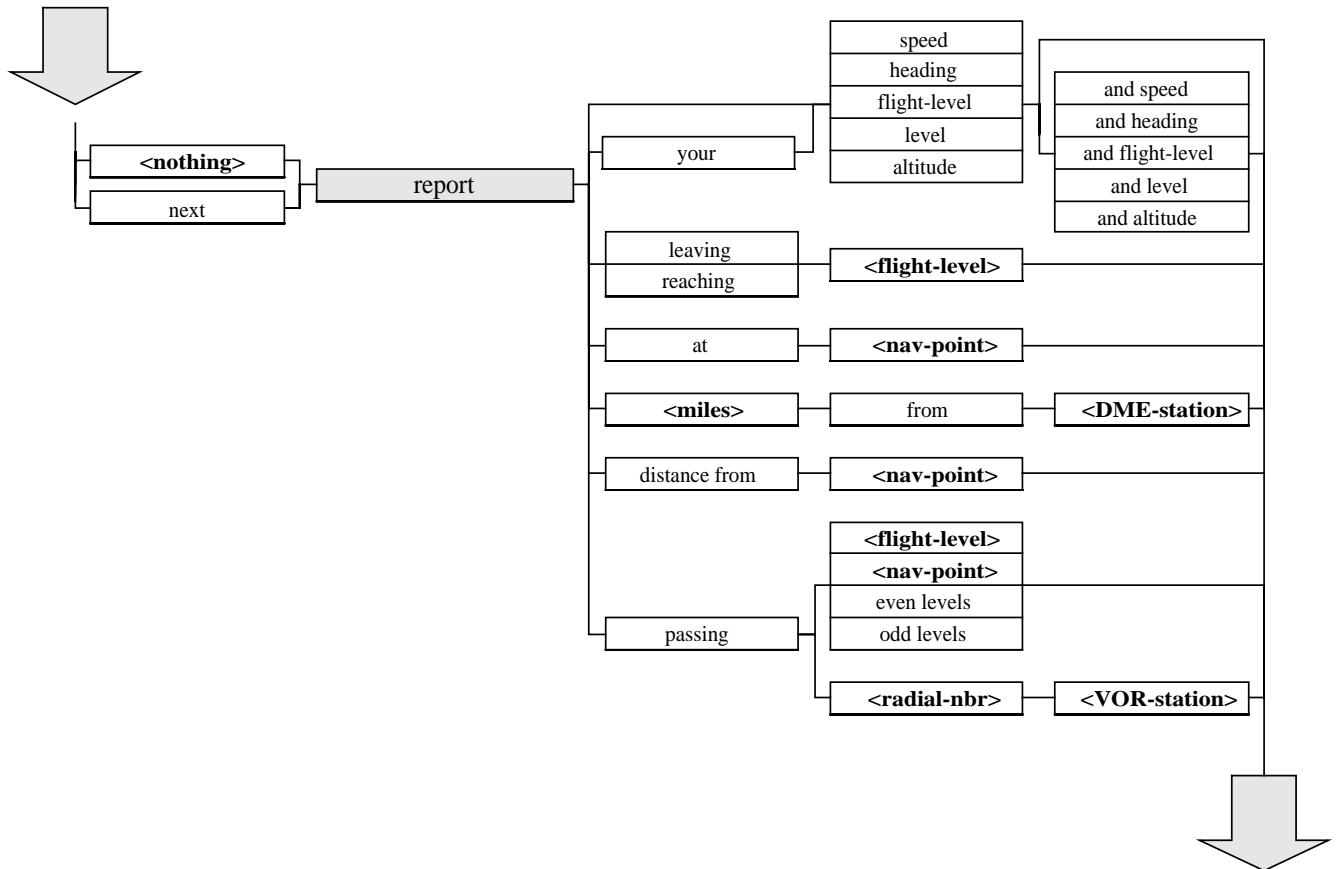 <nothing>
next
report
your
speed
heading
flight-level
level
altitude
and speed
and heading
and flight-level
and level
and altitude
leaving
reaching
<flight-level>
at
<nav-point>
<miles>
from
<DME-station>
distance from
<nav-point>
passing
<flight-level>
<nav-point>
even levels
odd levels
<radial-nbr>
<VOR-station>